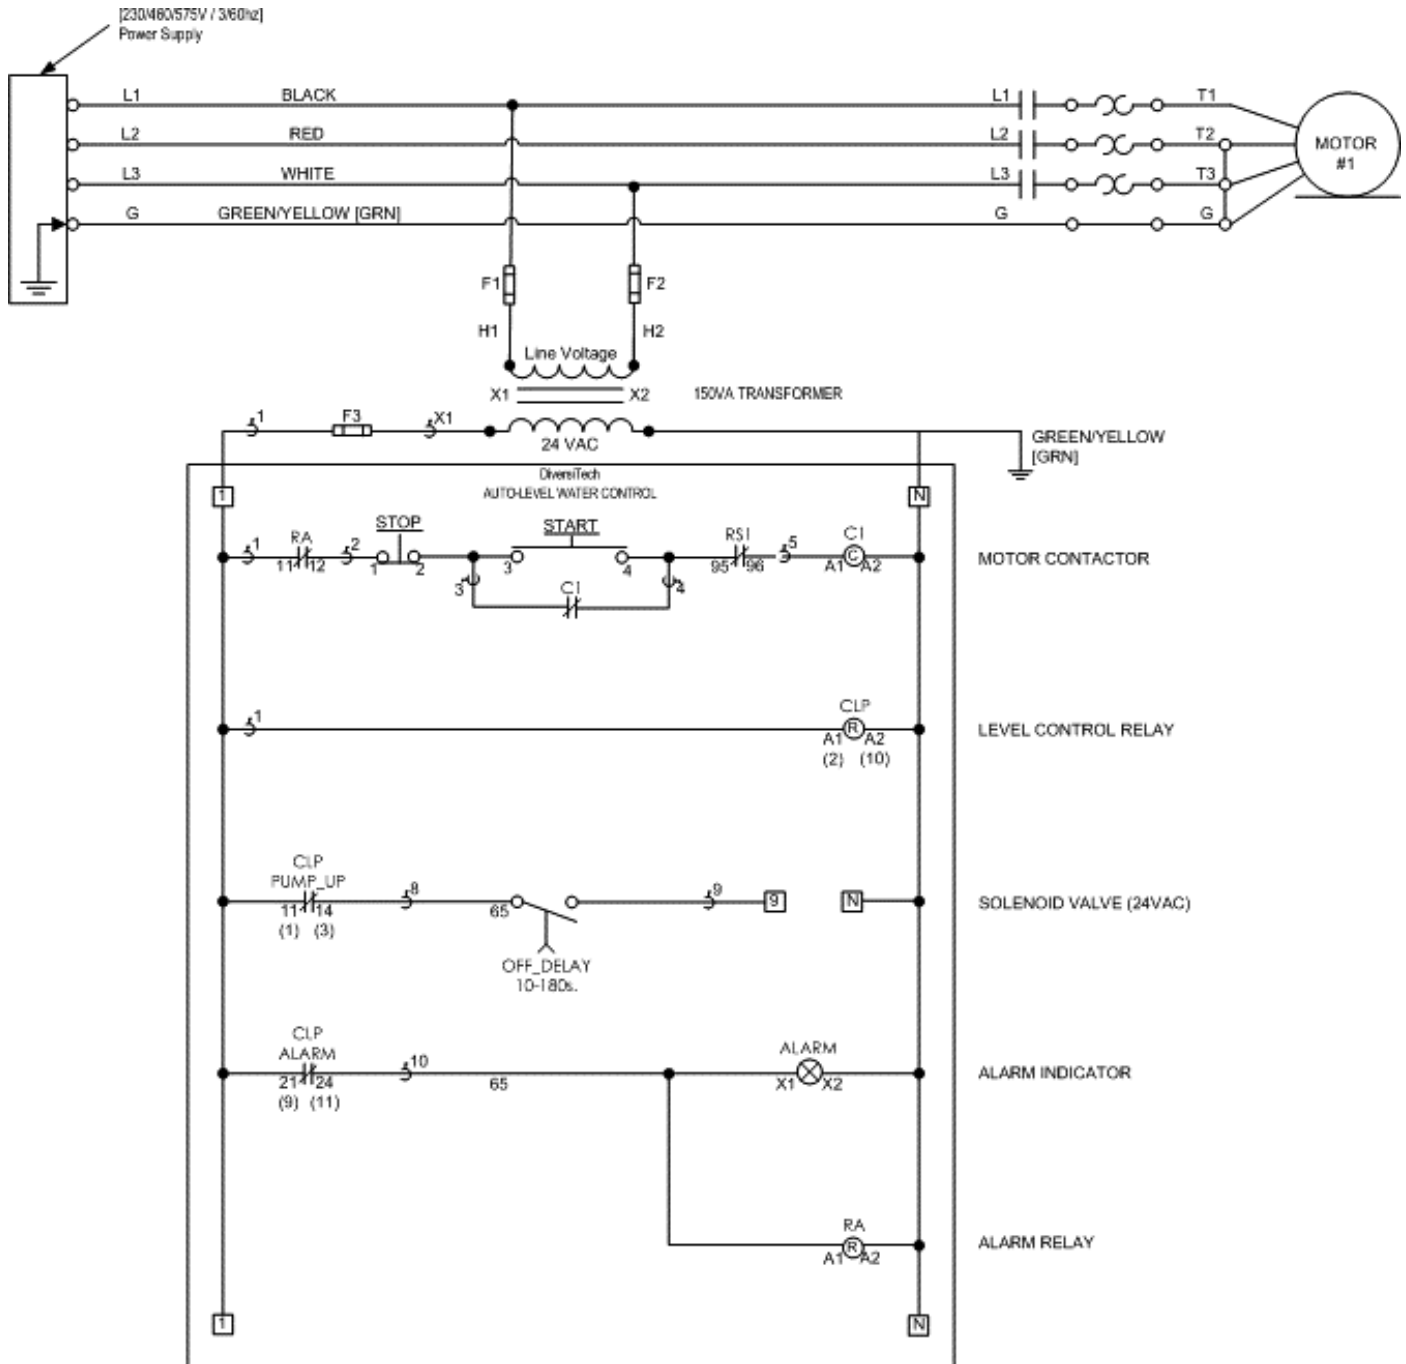 [230/460/575V / 3/60hz]
Power Supply
L1 BLACK L1 T1
L2 RED L2 T2
MOTOR
#1
L3 WHITE L3 T3
G GREEN/YELLOW [GRN] G G
F1 F2
H1 H2
Line Voltage
X1 X2 150VA TRANSFORMER
1 F3 X1
24 VAC
GREEN/YELLOW
[GRN]
DiversiTech
AUTO-LEVEL WATER CONTROL
1 N
STOP START
RA RS1 C1
1 2 5 C MOTOR CONTACTOR
11 12 1 2 3 4 95 96 A1 A2
3 C1 4
CLP
1 R LEVEL CONTROL RELAY
A1 A2
(2) (10)
CLP
PUMP_UP
8 9 9 N SOLENOID VALVE (24VAC)
11 14 65
(1) (3)
OFF_DELAY
10-180s.
CLP
ALARM ALARM
10 ALARM INDICATOR
21 24 65 X1 X2
(9) (11)
RA
R ALARM RELAY
A1 A2
1 N